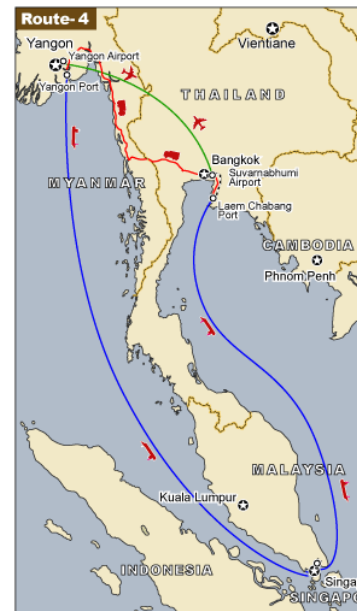 Route- 4
Yangon
Yangon Airport
Yangon Port
Vientiane
THAILAND
Bangkok
Suvarnabhumi
Airport
MYANMAR
Laem Chabang
Port
CAMBODIA
Phnom Penh
MALAYSIA
Kuala Lumpur
INDONESIA
Singa
SINGAPO